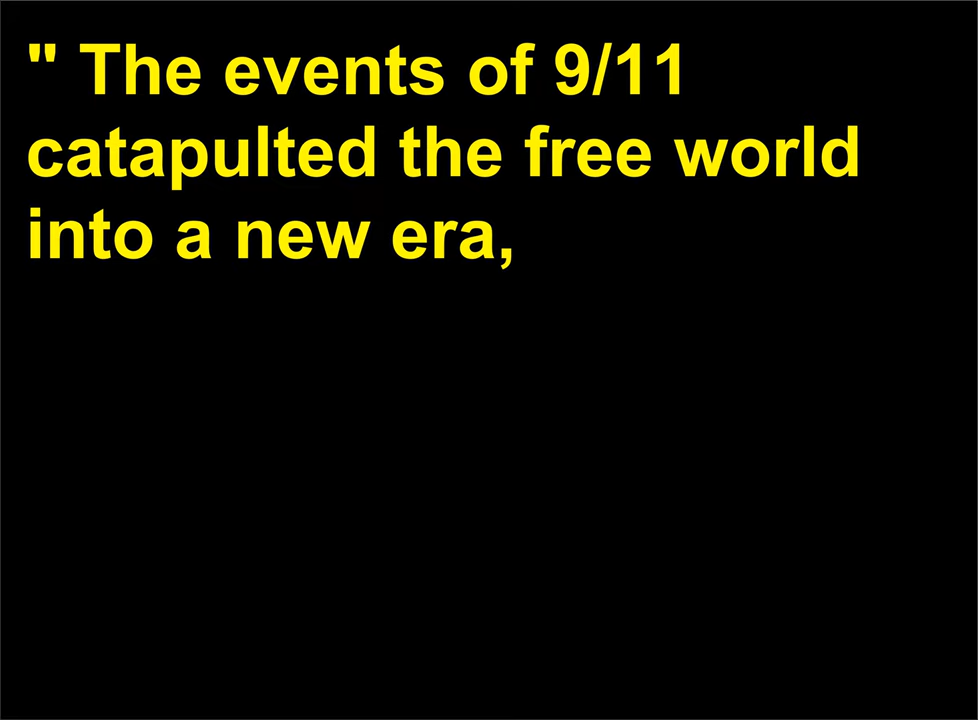 " The events of 9/11
catapulted the free world
into a new era,